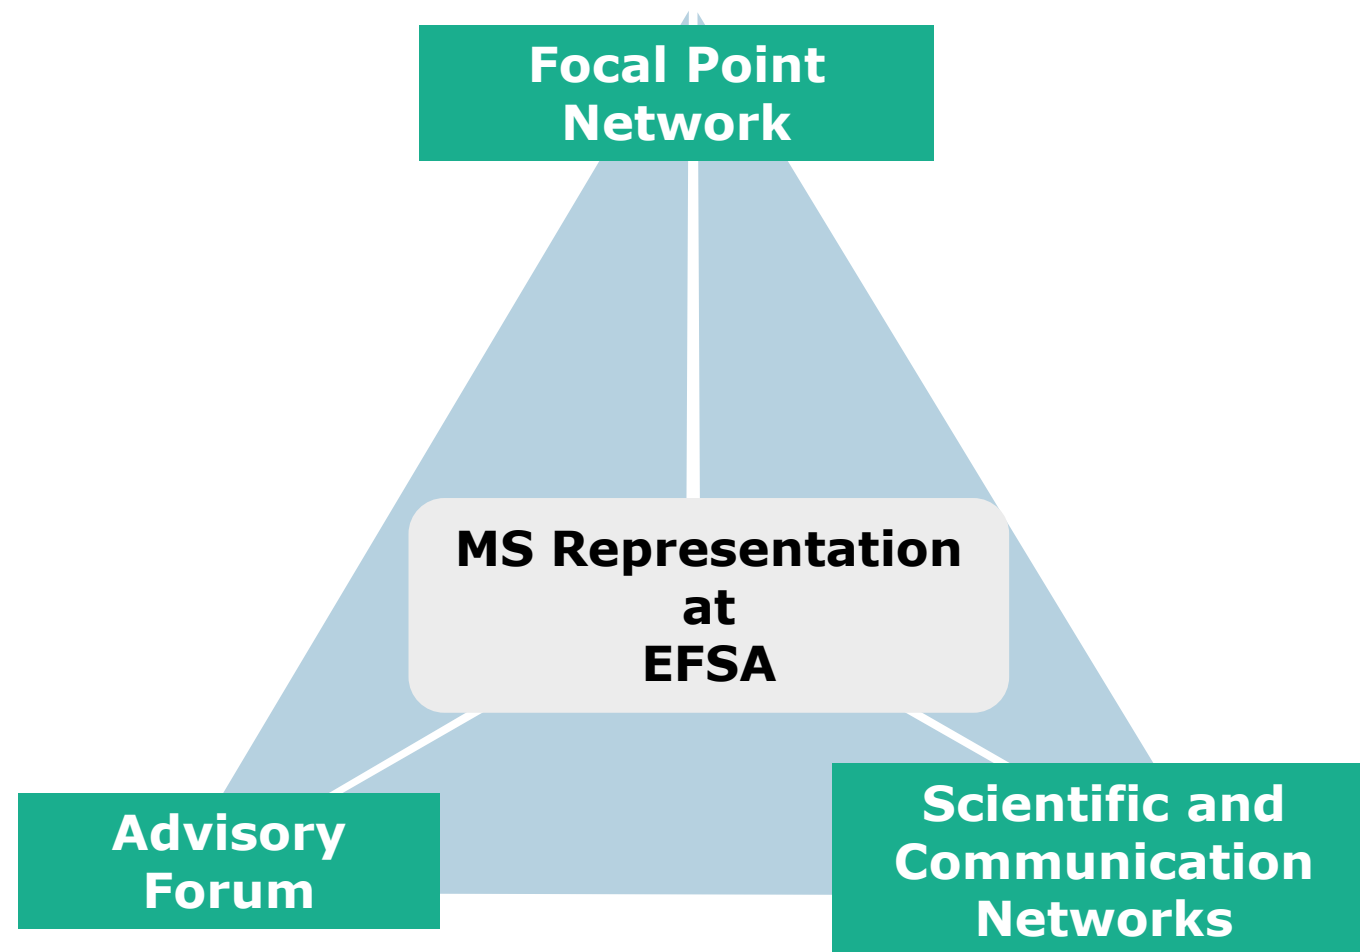 Focal Point
Network
MS Representation
at
EFSA
Advisory
Forum
Scientific and
Communication
Networks